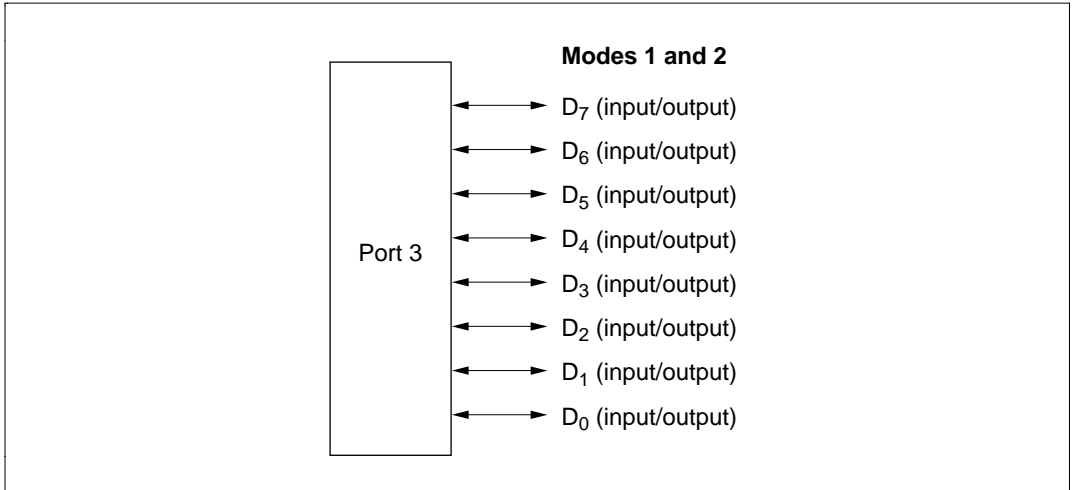 Modes 1 and 2
D7 (input/output)
D6 (input/output)
D5 (input/output)
D4 (input/output)
Port 3
D3 (input/output)
D2 (input/output)
D1 (input/output)
D0 (input/output)